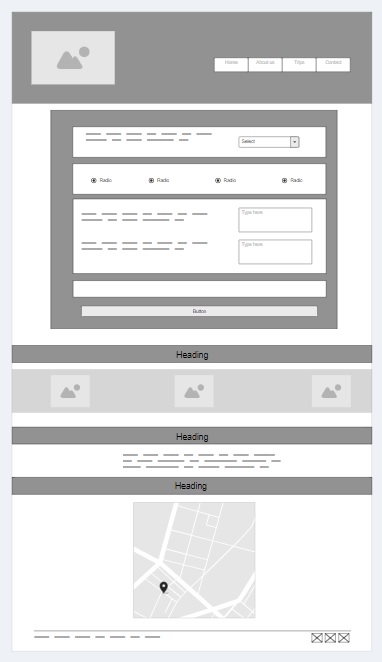 Home About us Trips Contact
Select
Radio Radio Radio Radio
Type here
Type here
Button
Heading
Heading
Heading